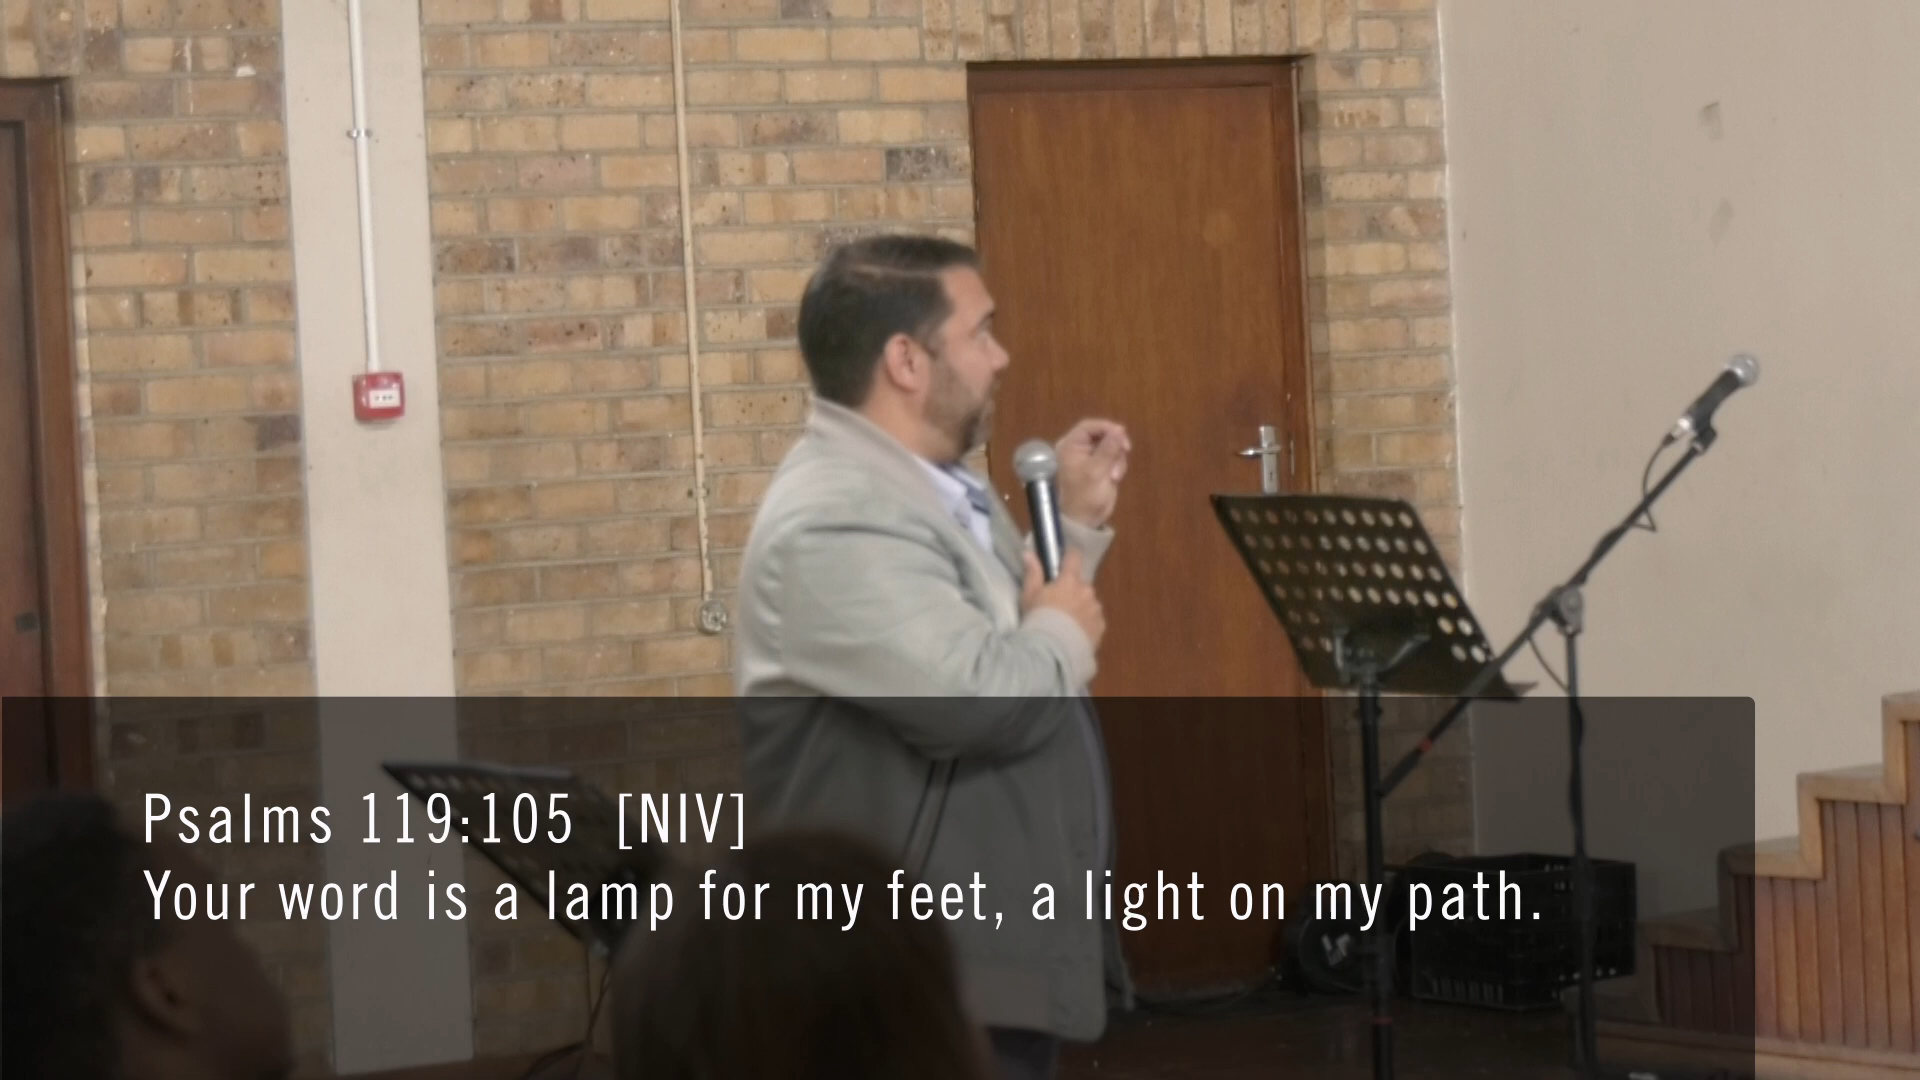 Psalms 119:105 [NIV]
Your word is a lamp for my feet, a light on my path.